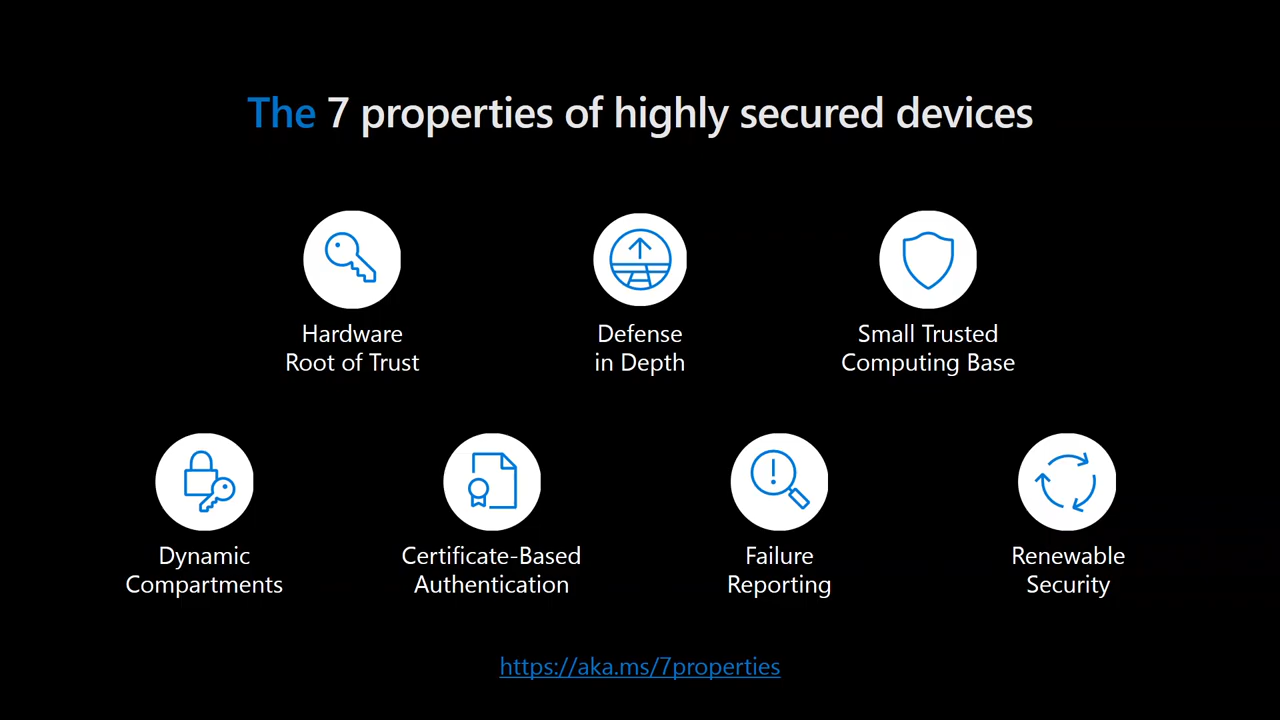 The 7 properties of highly secured devices
Hardware
Root of Trust
Defense
in Depth
Small Trusted
Computing Base
Dynamic
Compartments
Certificate-Based
Authentication
Failure
Reporting
Renewable
Security
https://aka.ms/7properties